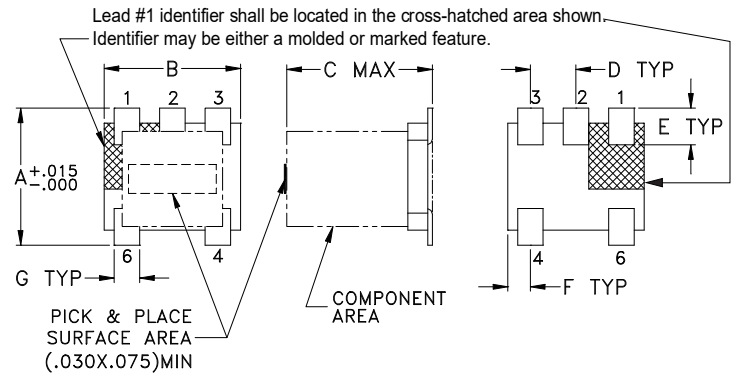 Lead #1 identifier shall be located in the cross-hatched area shown.
Identifier may be either a molded or marked feature.
B
C MAX
D TYP
1 2 3
3 2 1
E TYP
A+.015
-.000
6 4
4 6
G TYP
F TYP
PICK & PLACE
SURFACE AREA
(.030X.075)MIN
COMPONENT
AREA